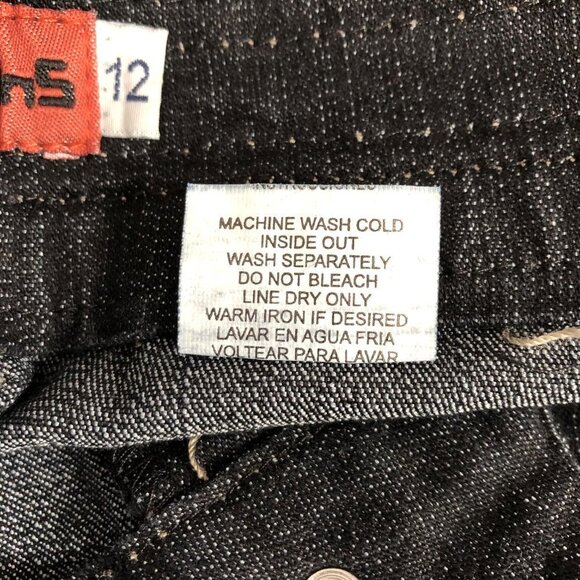 12
MACHINE WASH COLD
INSIDE OUT
WASH SEPARATELY
DO NOT BLEACH
LINE DRY ONLY
WARM IRON IF DESIRED
LAVAR EN AGUA FRIA
VOLTEAR PARA LAVAR